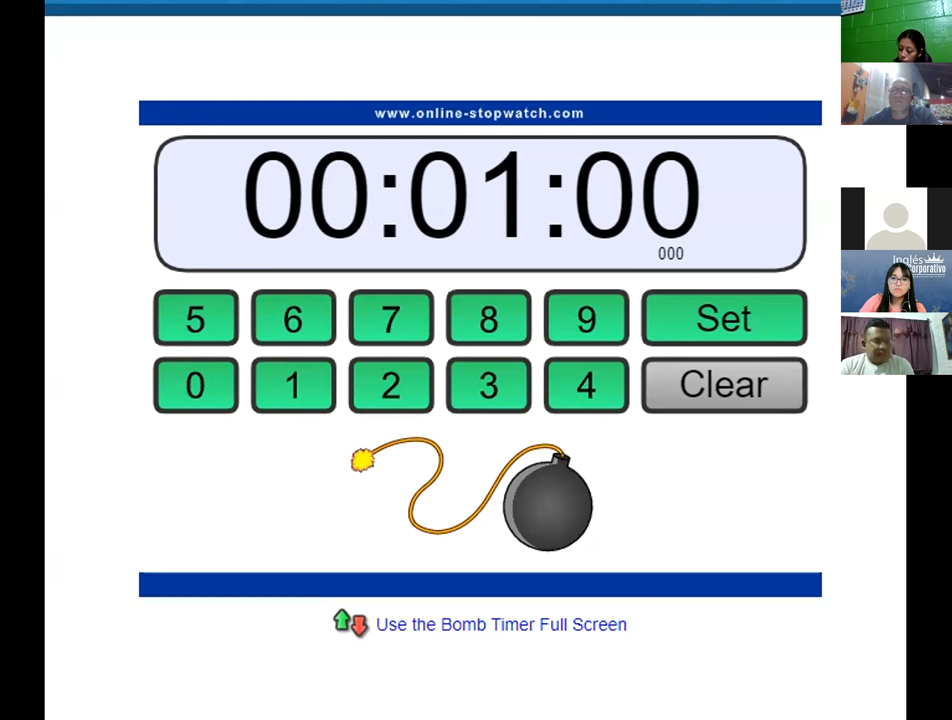 www.online-stopwatch.com
00:01:00
000
5 6 7 8 9 Set
0 1 2 3 4 Clear
Use the Bomb Timer Full Screen
Inglés
Corporativo